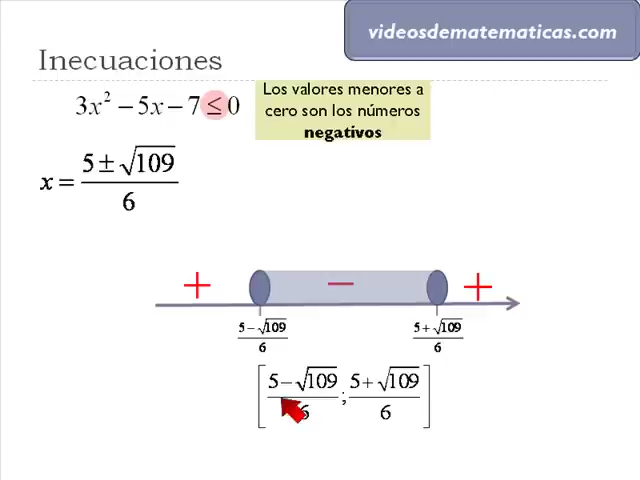 videosdematematicas.com
Inecuaciones
3x² − 5x − 7 ≤ 0
Los valores menores a
cero son los números
negativos
x = (5 ± √109) / 6
+ − +
(5 − √109) / 6    (5 + √109) / 6
[(5 − √109) / 6 ; (5 + √109) / 6]